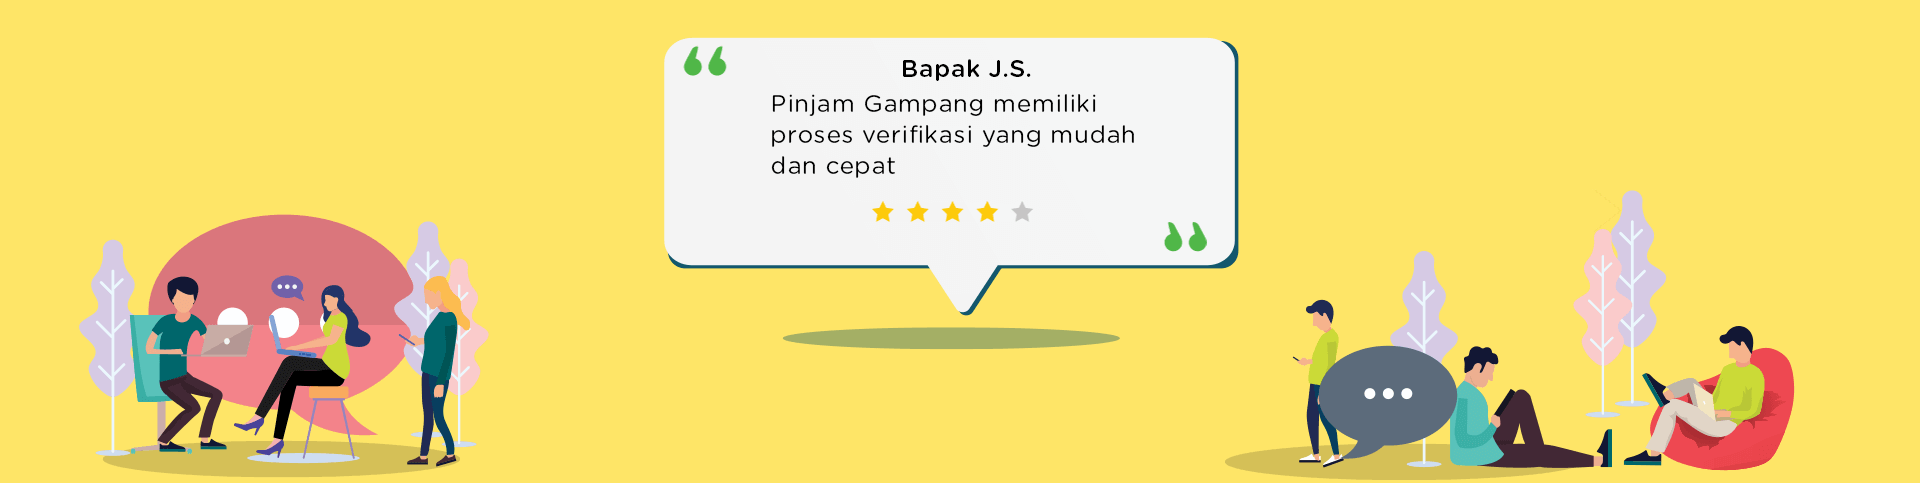 Bapak J.S.
Pinjam Gampang memiliki
proses verifikasi yang mudah
dan cepat